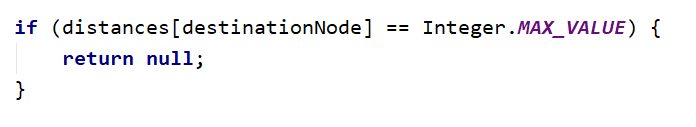 if (distances[destinationNode] == Integer.MAX_VALUE) {
    return null;
}